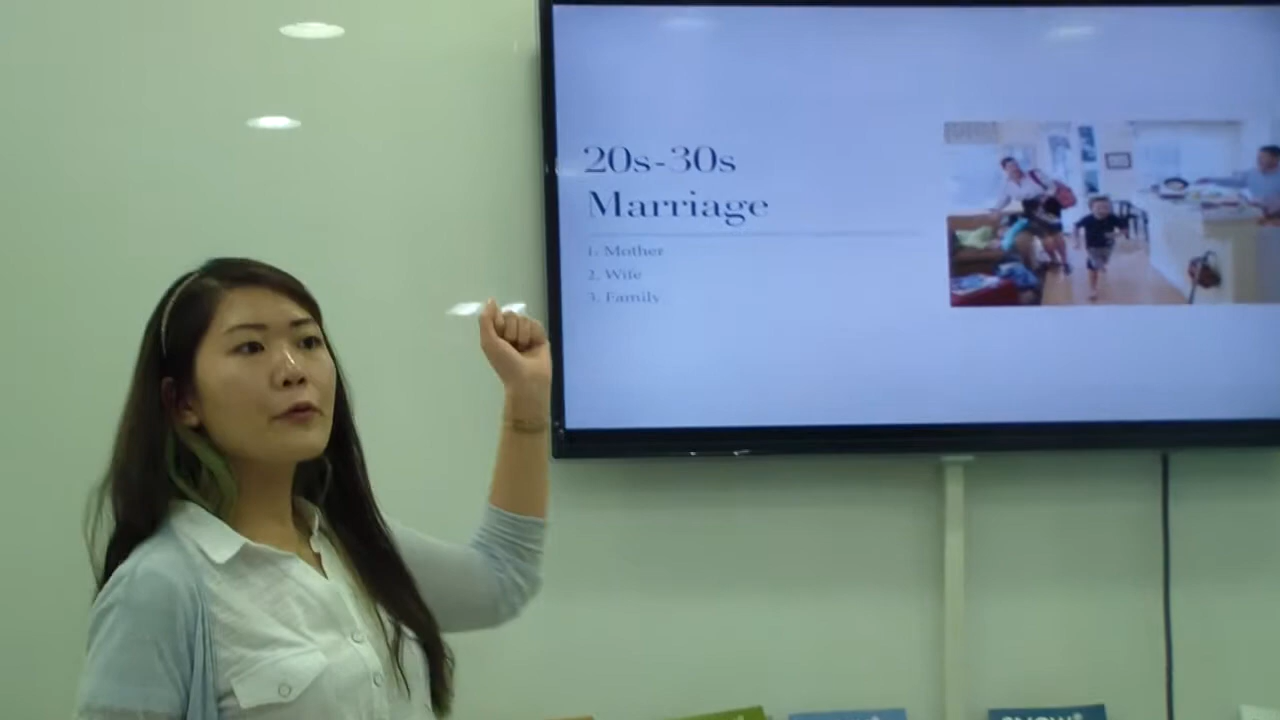 20s-30s
Marriage
1. Mother
2. Wife
3. Family